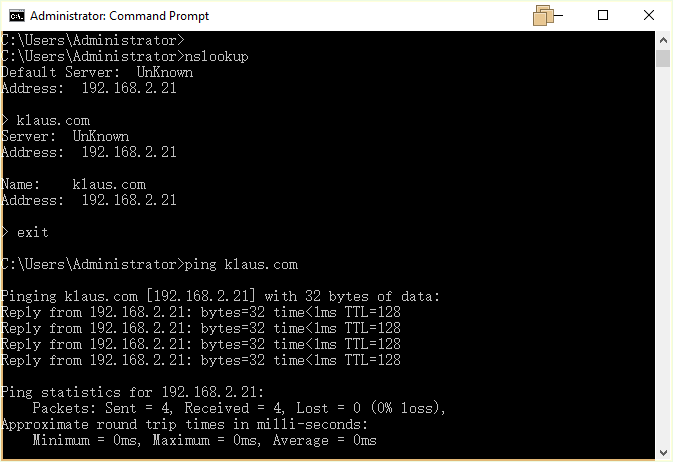 Administrator: Command Prompt
C:\Users\Administrator>
C:\Users\Administrator>nslookup
Default Server:  UnKnown
Address:  192.168.2.21
> klaus.com
Server:  UnKnown
Address:  192.168.2.21
Name:    klaus.com
Address:  192.168.2.21
> exit
C:\Users\Administrator>ping klaus.com
Pinging klaus.com [192.168.2.21] with 32 bytes of data:
Reply from 192.168.2.21: bytes=32 time<1ms TTL=128
Reply from 192.168.2.21: bytes=32 time<1ms TTL=128
Reply from 192.168.2.21: bytes=32 time<1ms TTL=128
Reply from 192.168.2.21: bytes=32 time<1ms TTL=128
Ping statistics for 192.168.2.21:
    Packets: Sent = 4, Received = 4, Lost = 0 (0% loss),
Approximate round trip times in milli-seconds:
    Minimum = 0ms, Maximum = 0ms, Average = 0ms